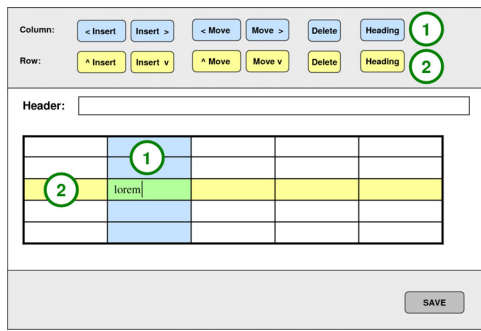 Column: < Insert Insert > < Move Move > Delete Heading 1
Row: ^ Insert Insert v ^ Move Move v Delete Heading 2
Header:
1
2 lorem
SAVE